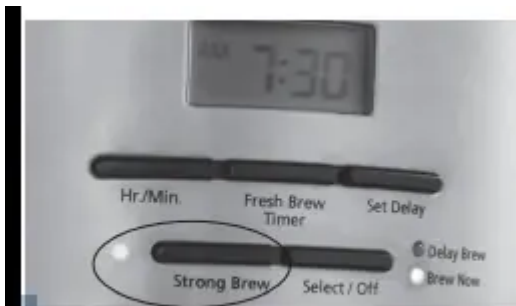 AM 7:30
Hr./Min.
Fresh Brew
Timer
Set Delay
Delay Brew
Strong Brew
Select / Off
Brew Now